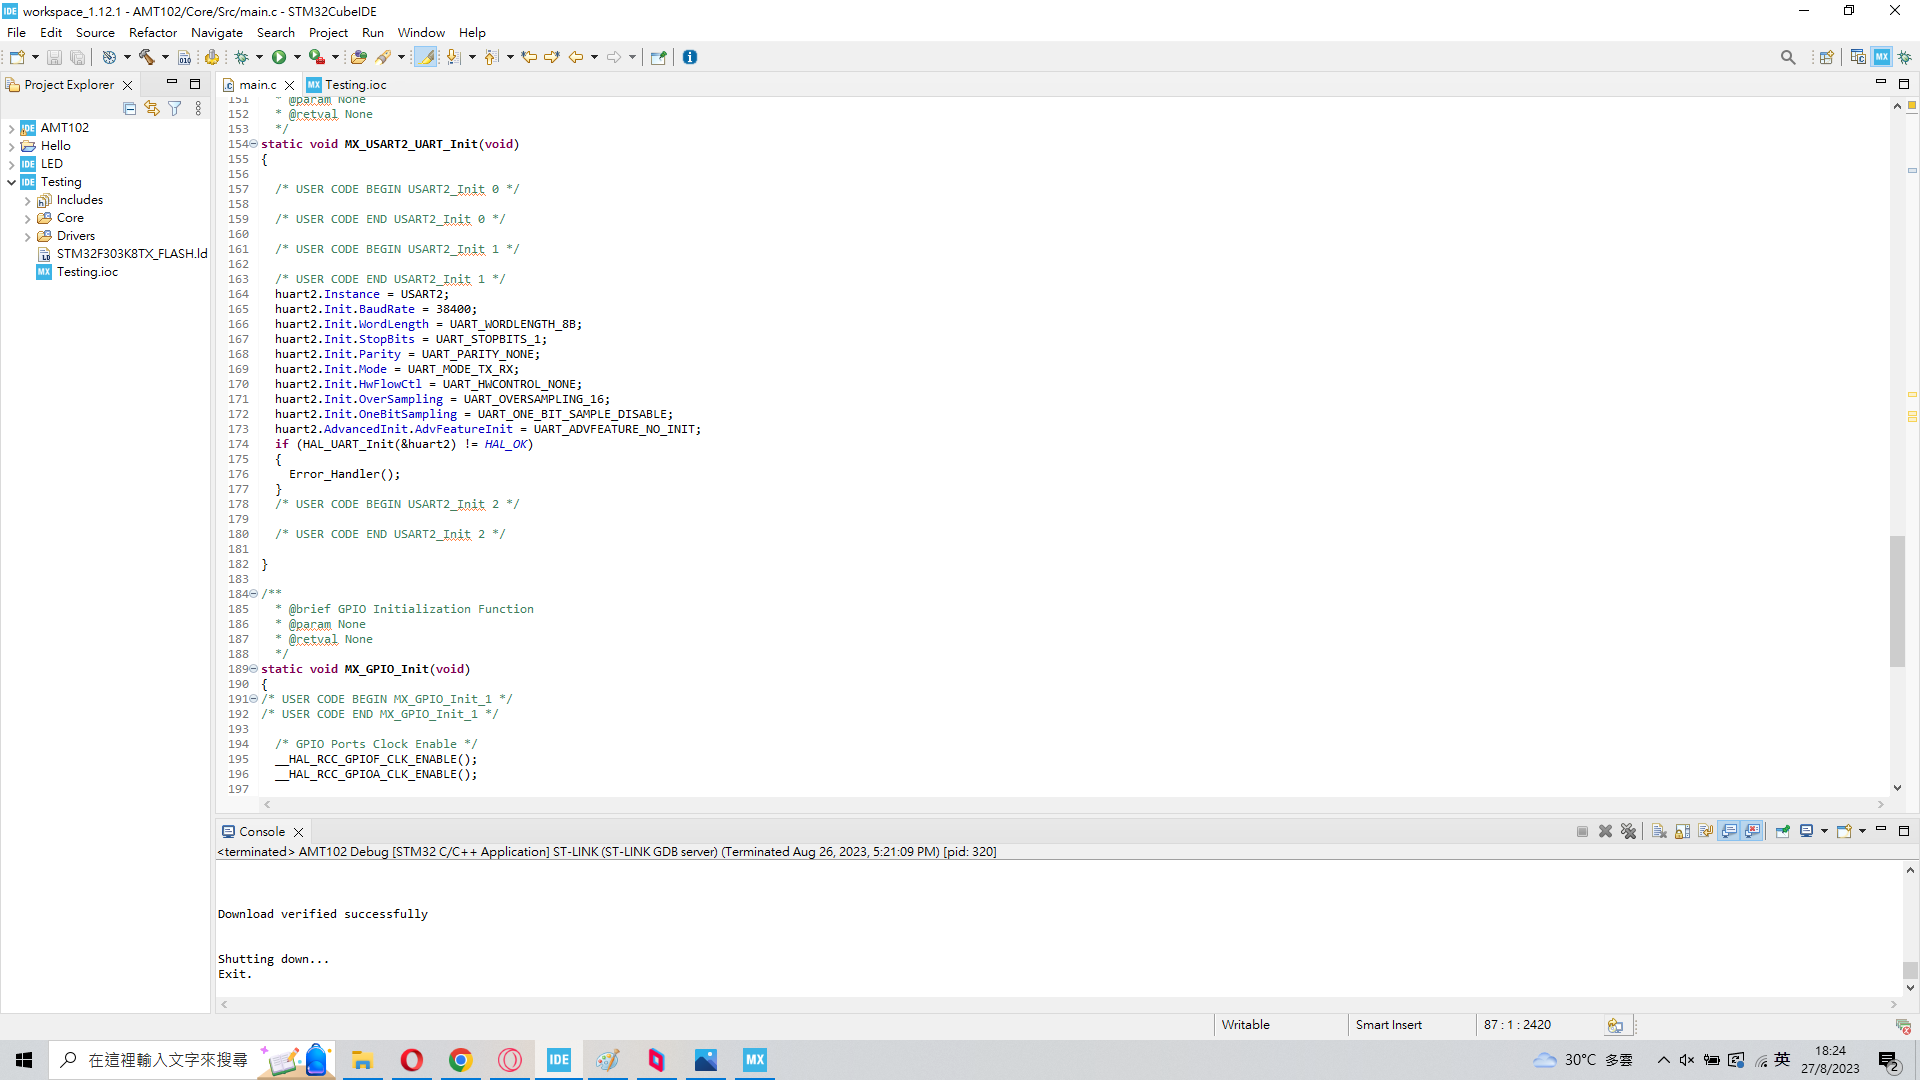 IDE workspace_1.12.1 - AMT102/Core/Src/main.c - STM32CubeIDE
File Edit Source Refactor Navigate Search Project Run Window Help
Project Explorer
main.c
MX Testing.ioc
AMT102
Hello
IDE LED
IDE Testing
Includes
Core
Drivers
STM32F303K8TX_FLASH.ld
MX Testing.ioc
151 * @param None
152 * @retval None
153 */
154 static void MX_USART2_UART_Init(void)
155 {
156
157 /* USER CODE BEGIN USART2_Init 0 */
158
159 /* USER CODE END USART2_Init 0 */
160
161 /* USER CODE BEGIN USART2_Init 1 */
162
163 /* USER CODE END USART2_Init 1 */
164 huart2.Instance = USART2;
165 huart2.Init.BaudRate = 38400;
166 huart2.Init.WordLength = UART_WORDLENGTH_8B;
167 huart2.Init.StopBits = UART_STOPBITS_1;
168 huart2.Init.Parity = UART_PARITY_NONE;
169 huart2.Init.Mode = UART_MODE_TX_RX;
170 huart2.Init.HwFlowCtl = UART_HWCONTROL_NONE;
171 huart2.Init.OverSampling = UART_OVERSAMPLING_16;
172 huart2.Init.OneBitSampling = UART_ONE_BIT_SAMPLE_DISABLE;
173 huart2.AdvancedInit.AdvFeatureInit = UART_ADVFEATURE_NO_INIT;
174 if (HAL_UART_Init(&huart2) != HAL_OK)
175 {
176 Error_Handler();
177 }
178 /* USER CODE BEGIN USART2_Init 2 */
179
180 /* USER CODE END USART2_Init 2 */
181
182 }
183
184 /**
185 * @brief GPIO Initialization Function
186 * @param None
187 * @retval None
188 */
189 static void MX_GPIO_Init(void)
190 {
191 /* USER CODE BEGIN MX_GPIO_Init_1 */
192 /* USER CODE END MX_GPIO_Init_1 */
193
194 /* GPIO Ports Clock Enable */
195 __HAL_RCC_GPIOF_CLK_ENABLE();
196 __HAL_RCC_GPIOA_CLK_ENABLE();
197
Console
<terminated> AMT102 Debug [STM32 C/C++ Application] ST-LINK (ST-LINK GDB server) (Terminated Aug 26, 2023, 5:21:09 PM) [pid: 320]
Download verified successfully
Shutting down...
Exit.
Writable
Smart Insert
87 : 1 : 2420
在這裡輸入文字來搜尋
IDE
MX
30°C 多雲
英
18:24
27/8/2023
2